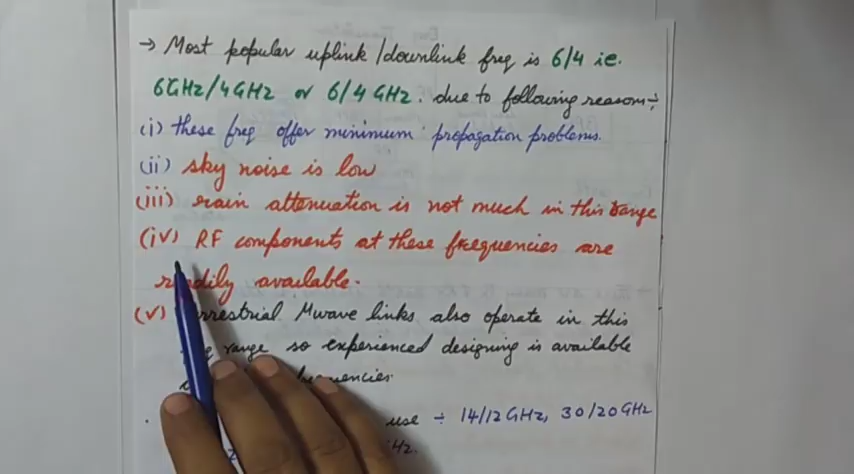 → Most popular uplink/downlink freq is 6/4 ie.
6GHz/4GHz or 6/4 GHz. due to following reason÷
(i) these freq offer minimum propagation problems.
(ii) sky noise is low
(iii) rain attenuation is not much in this range
(iv) RF components at these frequencies are
readily available.
(v) Terrestrial Mwave links also operate in this
range so experienced designing is available
use ÷ 14/12 GHz, 30/20 GHz